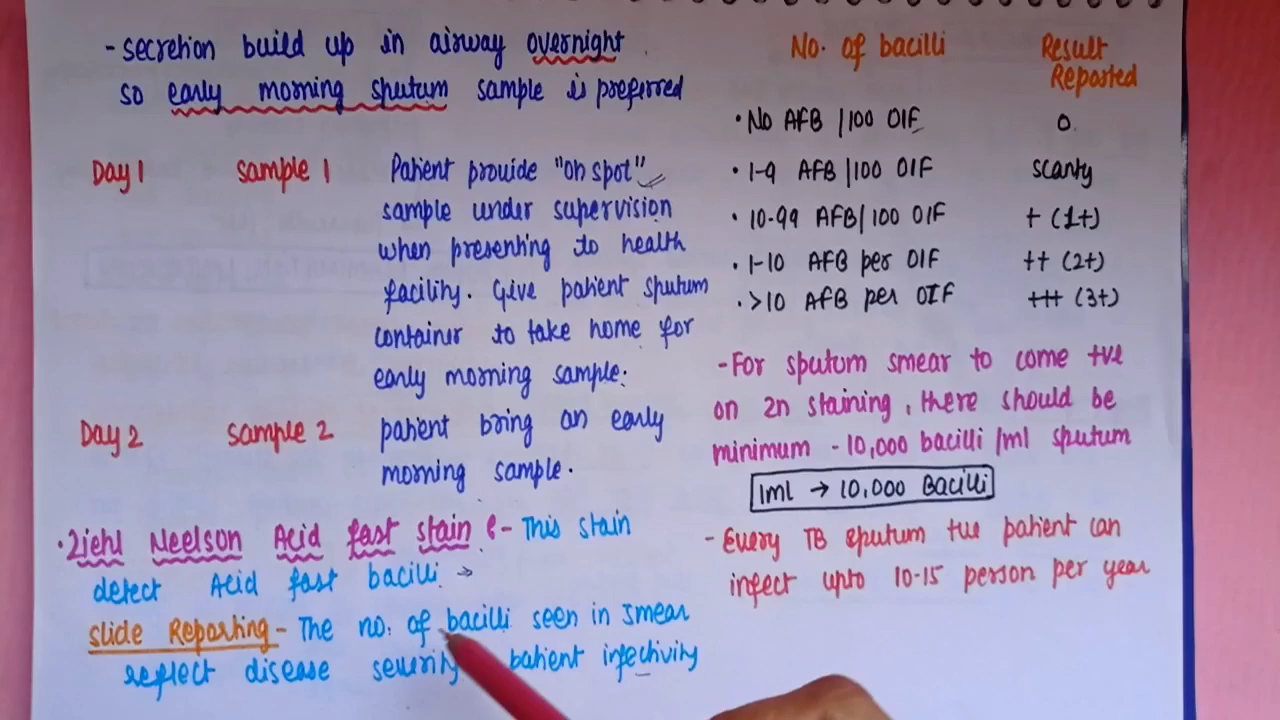 - secretion build up in airway overnight
so early morning sputum sample is preferred
Day 1 sample 1 Patient provide "on spot"
sample under supervision
when presenting to health
facility. Give patient sputum
container to take home for
early morning sample.
Day 2 sample 2 patient bring an early
morning sample.
• Ziehl Neelson Acid fast stain :- This stain
detect Acid fast bacilli →
Slide Reporting - The no. of bacilli seen in smear
reflect disease severity patient infectivity
No. of bacilli Result
Reported
• No AFB /100 OIF 0
• 1-9 AFB/100 OIF scanty
• 10-99 AFB/100 OIF + (1+)
• 1-10 AFB per OIF ++ (2+)
• >10 AFB per OIF +++ (3+)
- For sputum smear to come +ve
on Zn staining, there should be
minimum - 10,000 bacilli /ml sputum
1ml → 10,000 Bacilli
- Every TB sputum +ve patient can
infect upto 10-15 person per year